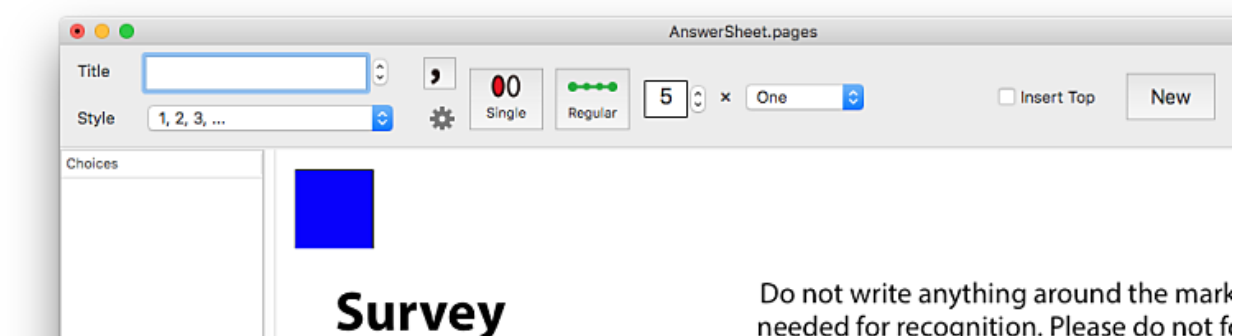 AnswerSheet.pages
Title
,
Single
Regular
5 × One
Insert Top
New
Style 1, 2, 3, ...
Choices
Survey
Do not write anything around the mark
needed for recognition. Please do not